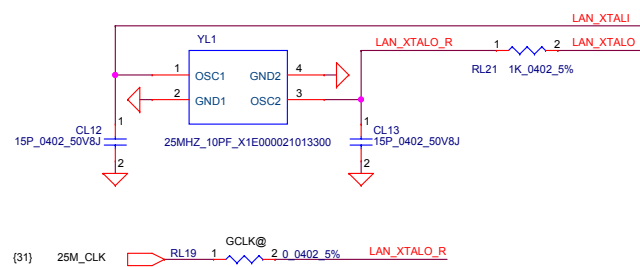 LAN_XTALI
YL1
LAN_XTALO_R 1 2 LAN_XTALO
1 OSC1 GND2 4
RL21 1K_0402_5%
2 GND1 OSC2 3
1 CL12
15P_0402_50V8J
2
25MHZ_10PF_X1E000021013300
1 CL13
15P_0402_50V8J
2
GCLK@
{31} 25M_CLK RL19 1 2 0_0402_5% LAN_XTALO_R